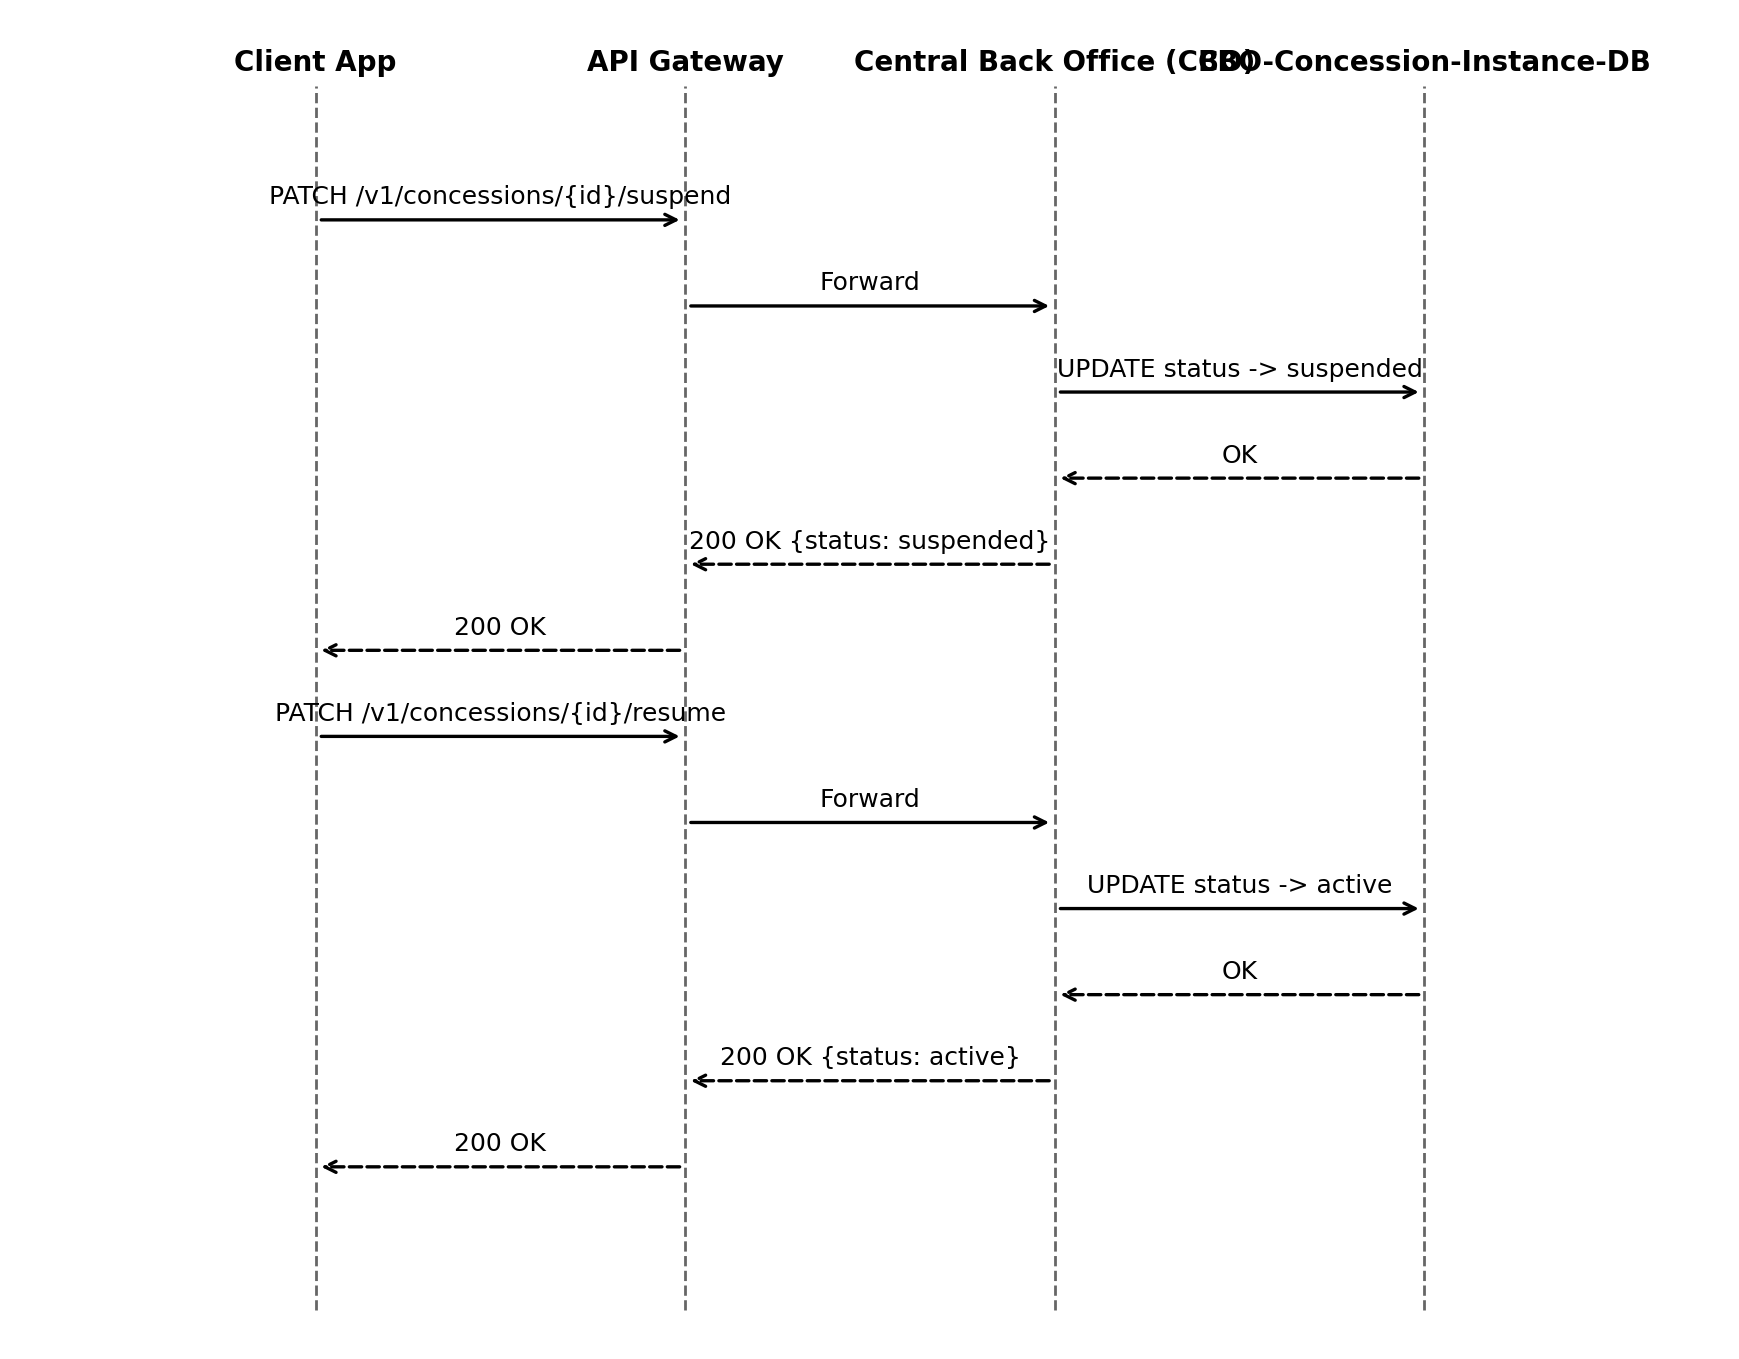 Client App
API Gateway
Central Back Office (CBO)
CBO-Concession-Instance-DB
PATCH /v1/concessions/{id}/suspend
Forward
UPDATE status -> suspended
OK
200 OK {status: suspended}
200 OK
PATCH /v1/concessions/{id}/resume
Forward
UPDATE status -> active
OK
200 OK {status: active}
200 OK